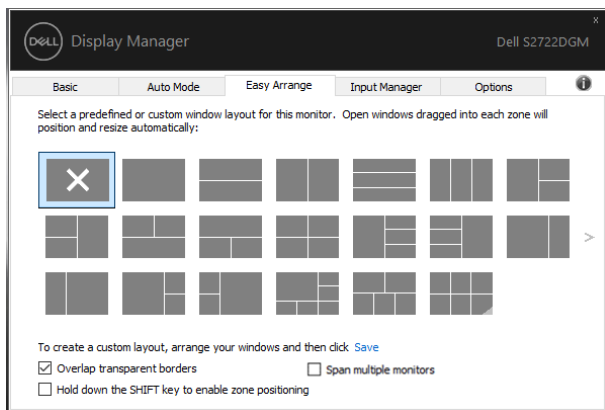 x
DELL Display Manager Dell S2722DGM
Basic Auto Mode Easy Arrange Input Manager Options i
Select a predefined or custom window layout for this monitor. Open windows dragged into each zone will
position and resize automatically:
To create a custom layout, arrange your windows and then click Save
Overlap transparent borders Span multiple monitors
Hold down the SHIFT key to enable zone positioning